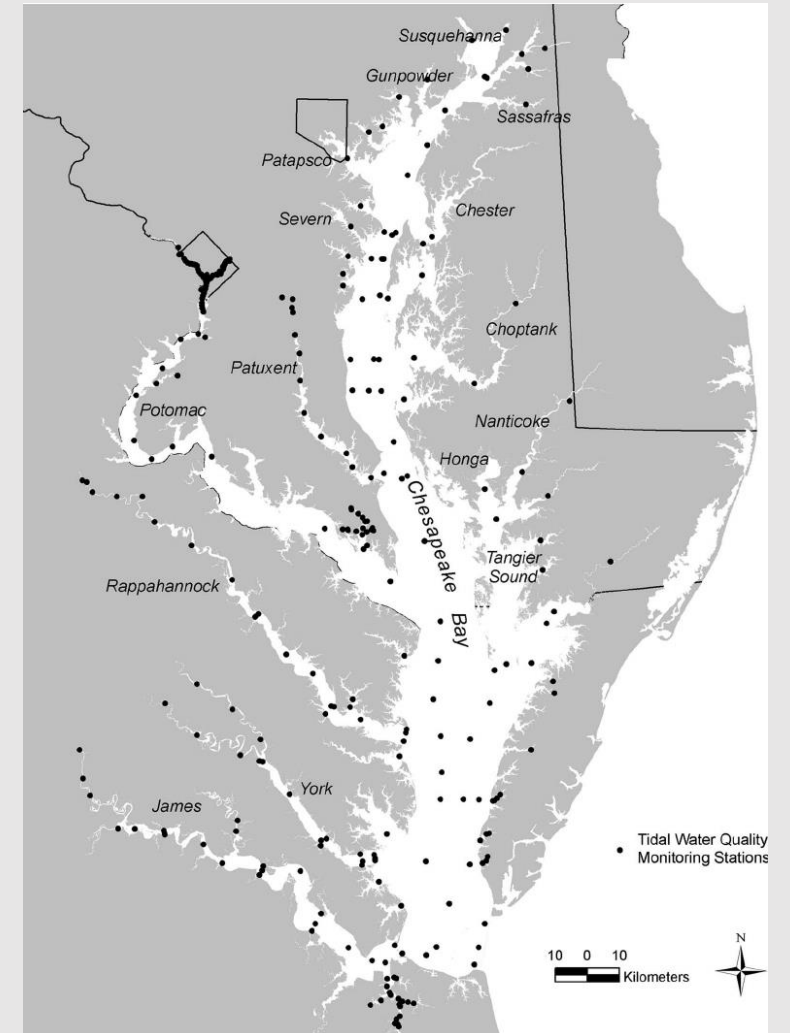 Susquehanna
Gunpowder
Sassafras
Patapsco
Severn
Chester
Choptank
Patuxent
Potomac
Nanticoke
Honga
Chesapeake
Bay
Tangier
Sound
Rappahannock
York
James
Tidal Water Quality
Monitoring Stations
N
10 0 10
Kilometers